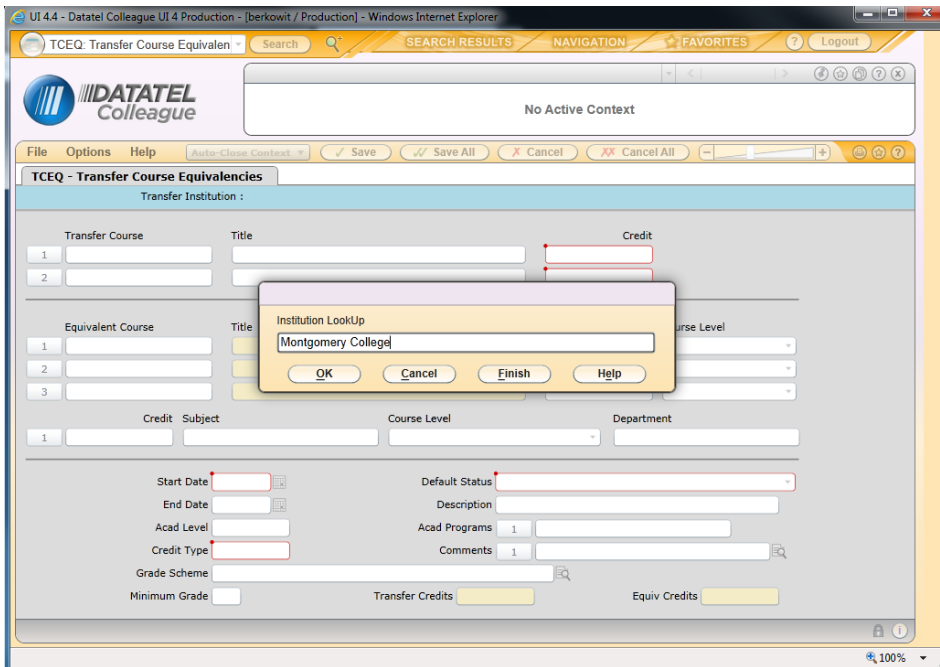 UI 4.4 - Datatel Colleague UI 4 Production - [berkowit / Production] - Windows Internet Explorer
TCEQ: Transfer Course Equivalen Search SEARCH RESULTS NAVIGATION FAVORITES ? Logout
DATATEL
Colleague
No Active Context
File Options Help Auto-Close Context Save Save All Cancel Cancel All
TCEQ - Transfer Course Equivalencies
Transfer Institution :
Transfer Course Title Credit
1
2
Institution LookUp
Montgomery College
OK Cancel Finish Help
Equivalent Course Title urse Level
1
2
3
Credit Subject Course Level Department
1
Start Date Default Status
End Date Description
Acad Level Acad Programs 1
Credit Type Comments 1
Grade Scheme
Minimum Grade Transfer Credits Equiv Credits
100%